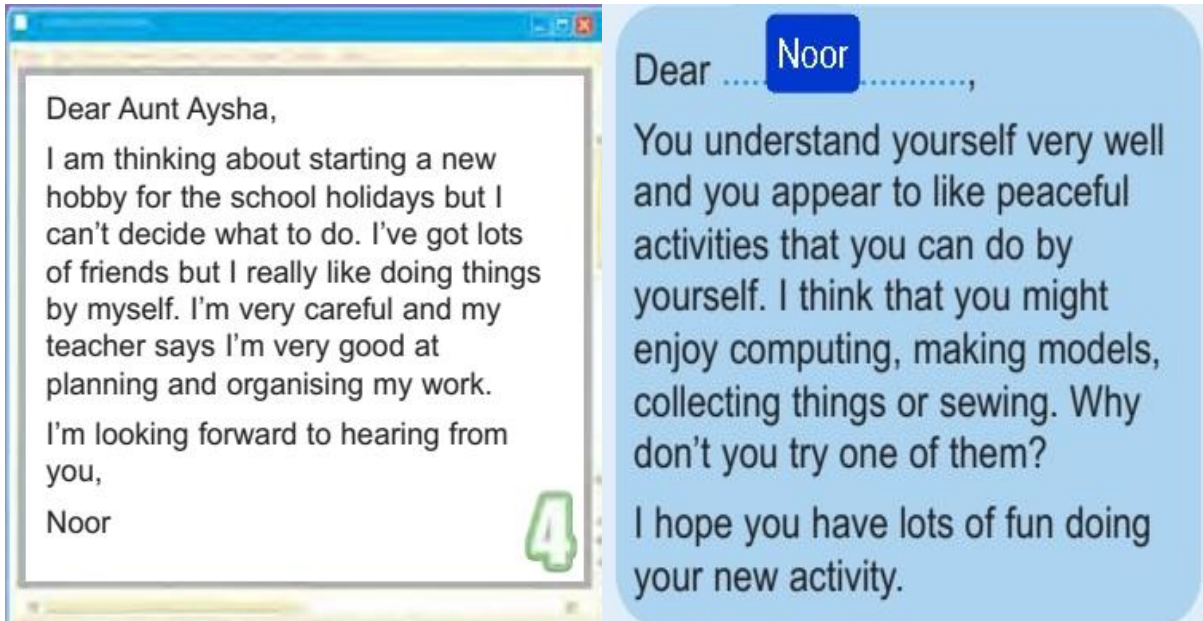 Dear Aunt Aysha,
I am thinking about starting a new
hobby for the school holidays but I
can't decide what to do. I've got lots
of friends but I really like doing things
by myself. I'm very careful and my
teacher says I'm very good at
planning and organising my work.
I'm looking forward to hearing from
you,
Noor
4
Dear .....Noor...........,
You understand yourself very well
and you appear to like peaceful
activities that you can do by
yourself. I think that you might
enjoy computing, making models,
collecting things or sewing. Why
don't you try one of them?
I hope you have lots of fun doing
your new activity.